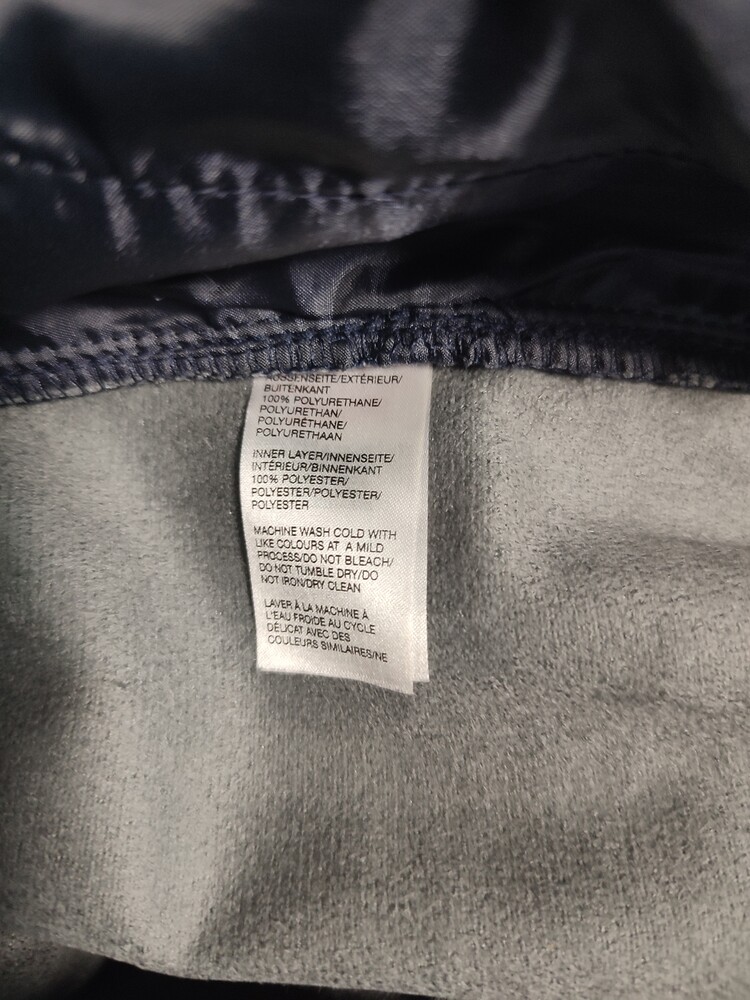 AUSSENSEITE/EXTÉRIEUR/
BUITENKANT
100% POLYURETHANE/
POLYURETHAN/
POLYURÉTHANE/
POLYURETHAAN
INNER LAYER/INNENSEITE/
INTÉRIEUR/BINNENKANT
100% POLYESTER/
POLYESTER/POLYESTER/
POLYESTER
MACHINE WASH COLD WITH
LIKE COLOURS AT A MILD
PROCESS/DO NOT BLEACH/
DO NOT TUMBLE DRY/DO
NOT IRON/DRY CLEAN
LAVER À LA MACHINE À
L'EAU FROIDE AU CYCLE
DÉLICAT AVEC DES
COULEURS SIMILAIRES/NE